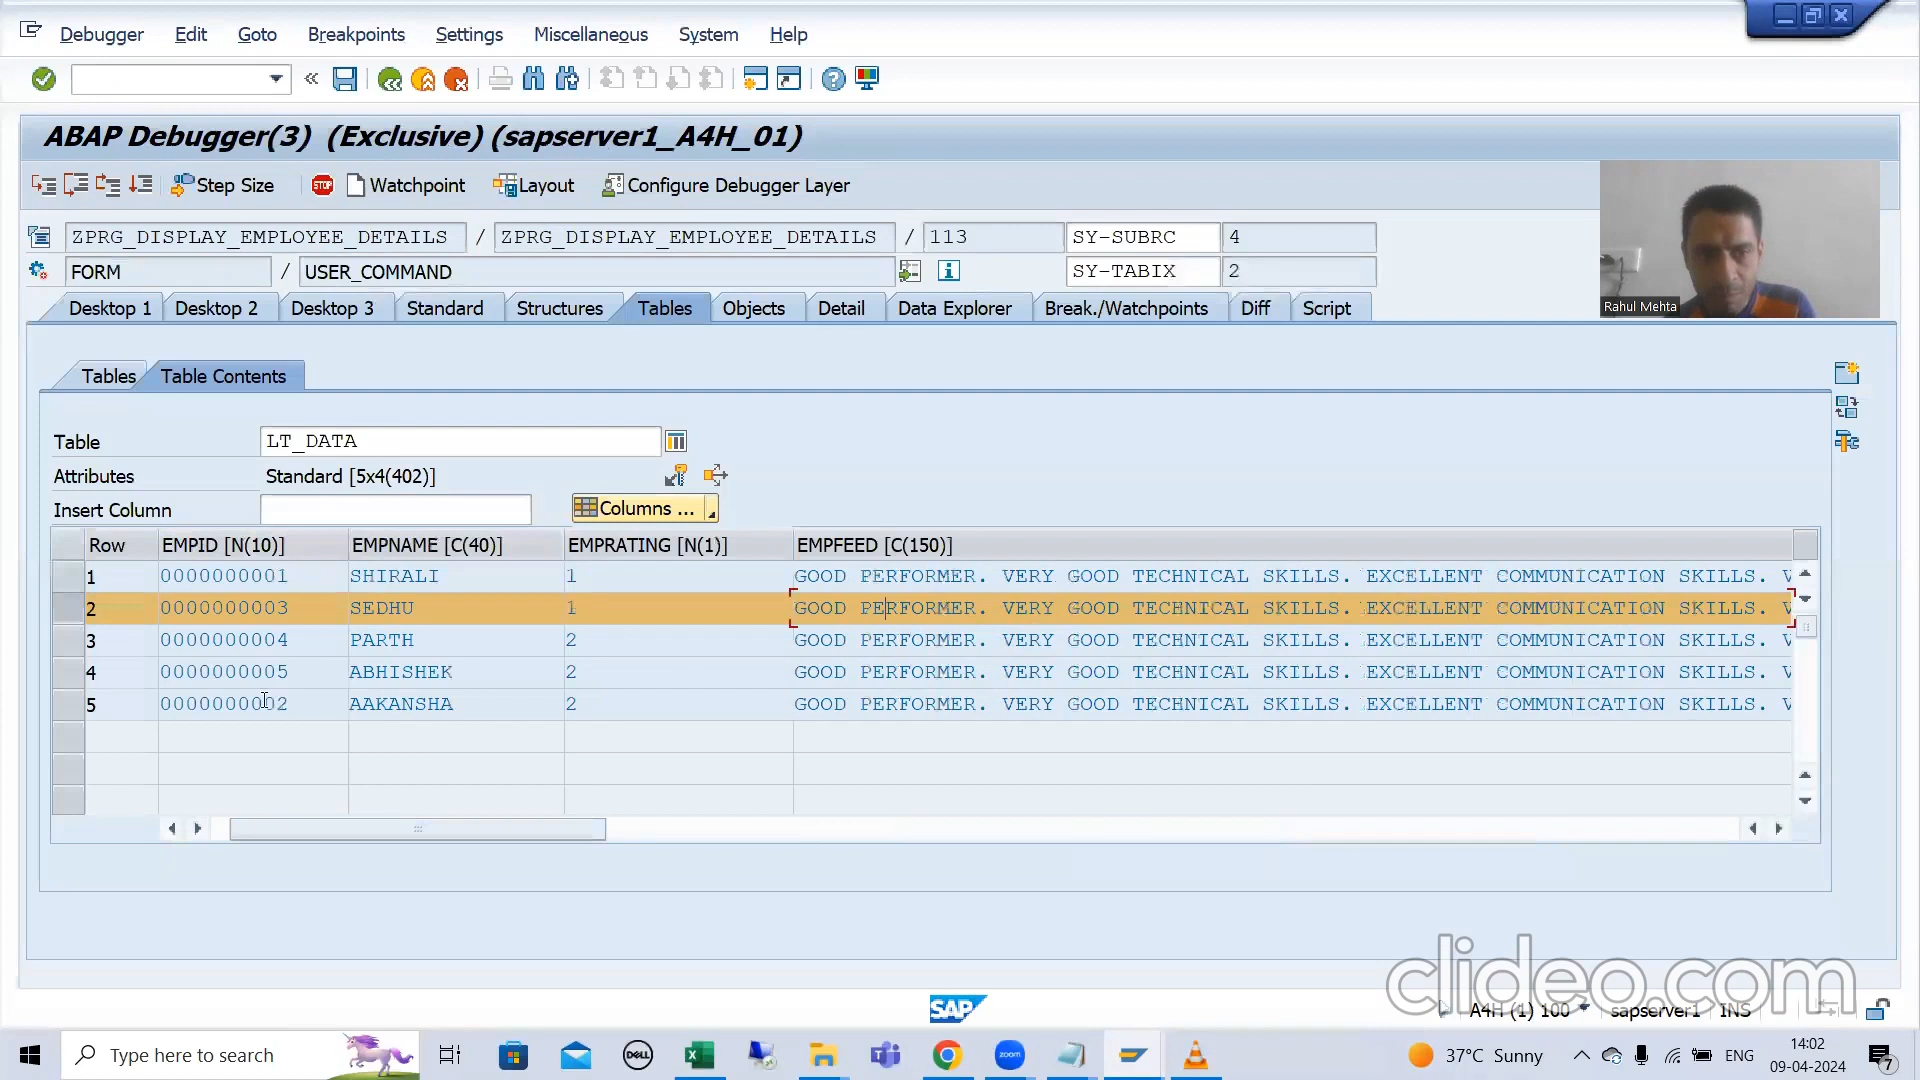 Debugger Edit Goto Breakpoints Settings Miscellaneous System Help
ABAP Debugger(3) (Exclusive) (sapserver1_A4H_01)
Step Size STOP Watchpoint Layout Configure Debugger Layer
ZPRG_DISPLAY_EMPLOYEE_DETAILS / ZPRG_DISPLAY_EMPLOYEE_DETAILS / 113 SY-SUBRC 4
FORM / USER_COMMAND SY-TABIX 2
Rahul Mehta
Desktop 1 Desktop 2 Desktop 3 Standard Structures Tables Objects Detail Data Explorer Break./Watchpoints Diff Script
Tables Table Contents
Table LT_DATA
Attributes Standard [5x4(402)]
Insert Column Columns ...
Row EMPID [N(10)] EMPNAME [C(40)] EMPRATING [N(1)] EMPFEED [C(150)]
1 0000000001 SHIRALI 1 GOOD PERFORMER. VERY GOOD TECHNICAL SKILLS. EXCELLENT COMMUNICATION SKILLS. V
2 0000000003 SEDHU 1 GOOD PERFORMER. VERY GOOD TECHNICAL SKILLS. EXCELLENT COMMUNICATION SKILLS. V
3 0000000004 PARTH 2 GOOD PERFORMER. VERY GOOD TECHNICAL SKILLS. EXCELLENT COMMUNICATION SKILLS. V
4 0000000005 ABHISHEK 2 GOOD PERFORMER. VERY GOOD TECHNICAL SKILLS. EXCELLENT COMMUNICATION SKILLS. V
5 0000000002 AAKANSHA 2 GOOD PERFORMER. VERY GOOD TECHNICAL SKILLS. EXCELLENT COMMUNICATION SKILLS. V
clideo.com
SAP A4H (1) 100 sapserver1 INS
Type here to search DELL zoom 37°C Sunny ENG 14:02
09-04-2024 7